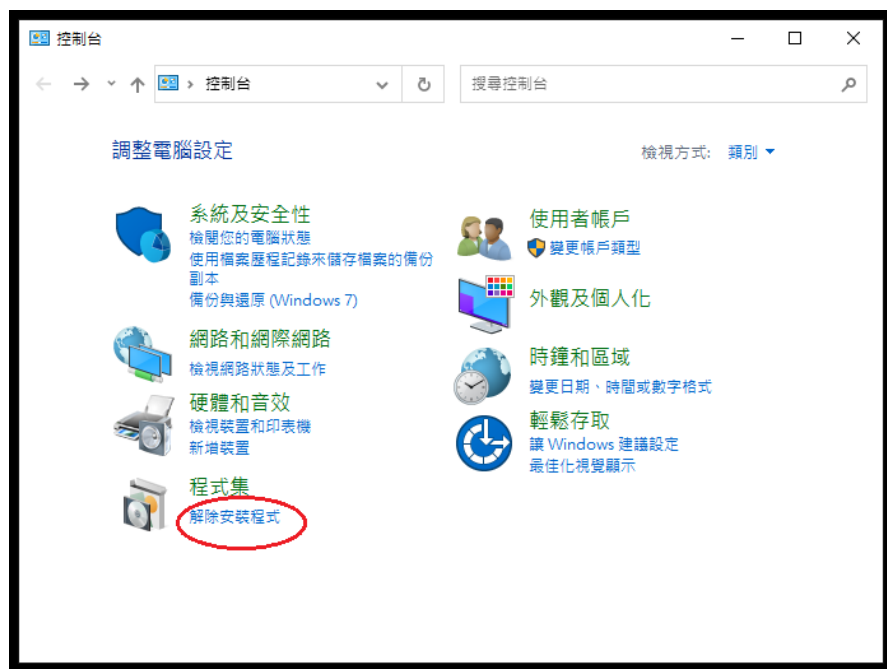 控制台
控制台
搜尋控制台
調整電腦設定
檢視方式: 類別
系統及安全性
檢閱您的電腦狀態
使用檔案歷程記錄來儲存檔案的備份
副本
備份與還原 (Windows 7)
網路和網際網路
檢視網路狀態及工作
硬體和音效
檢視裝置和印表機
新增裝置
程式集
解除安裝程式
使用者帳戶
變更帳戶類型
外觀及個人化
時鐘和區域
變更日期、時間或數字格式
輕鬆存取
讓 Windows 建議設定
最佳化視覺顯示